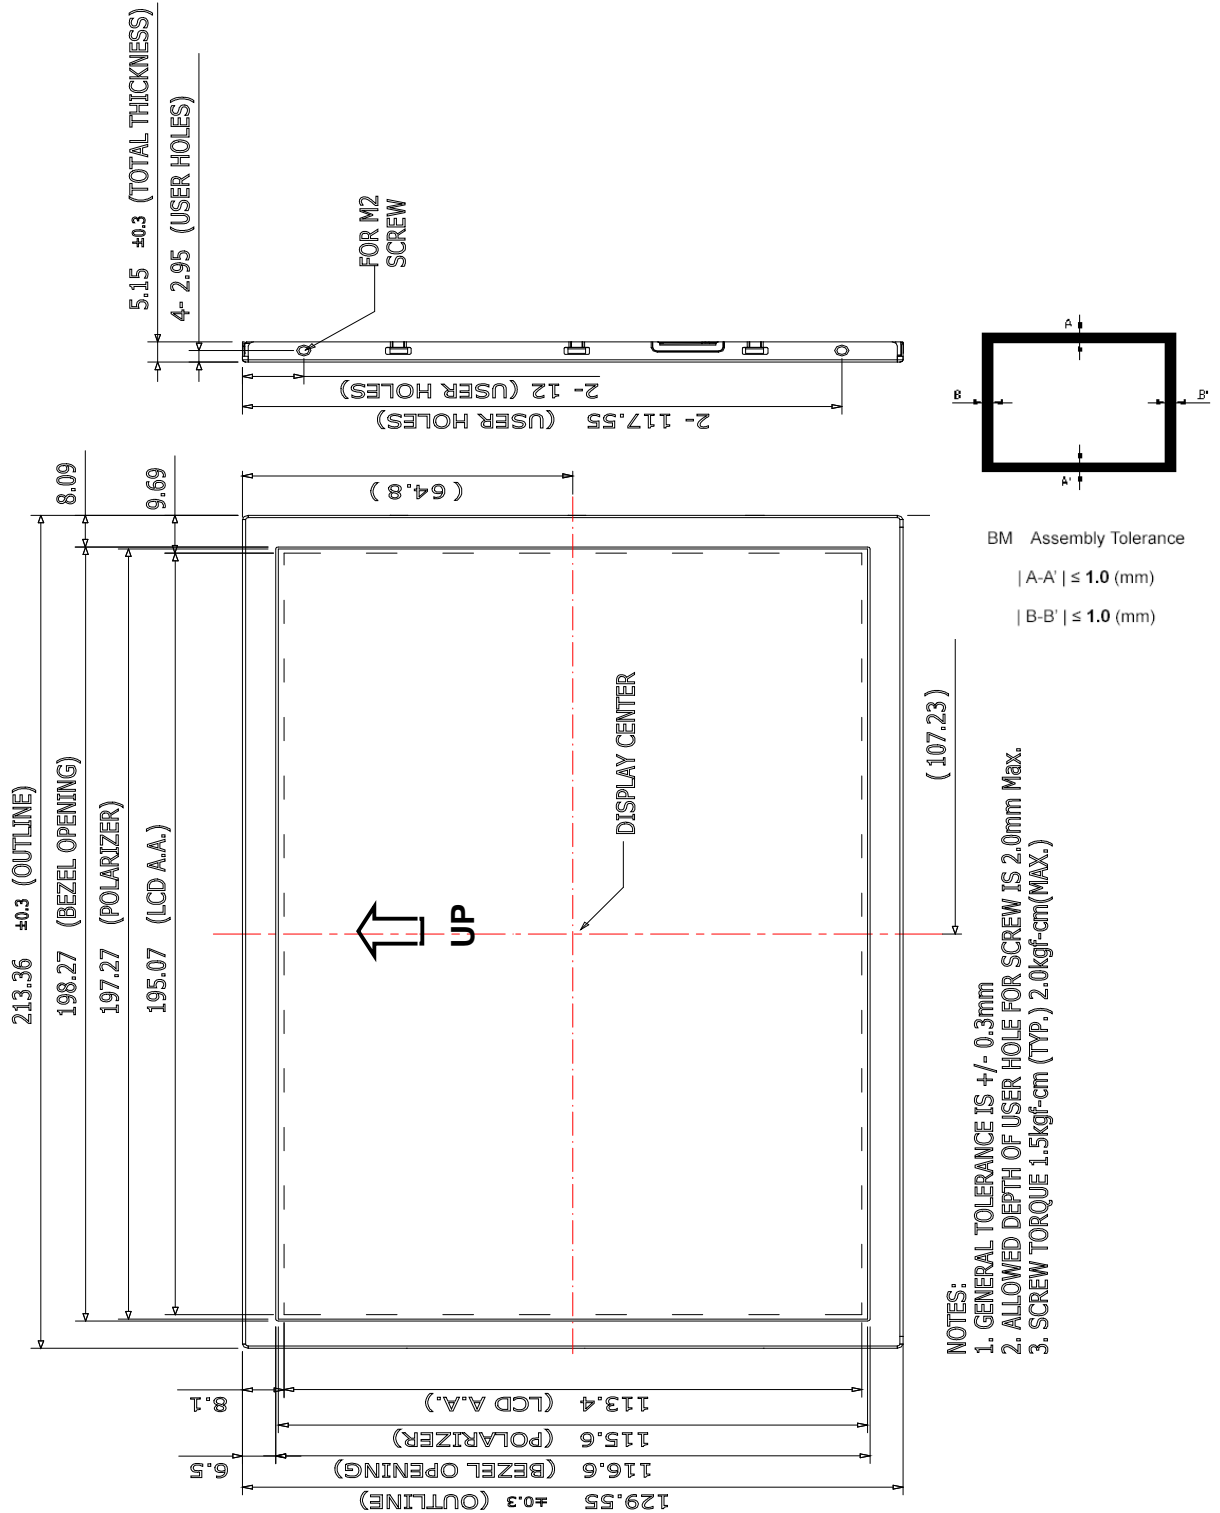 5.15 ±0.3 (TOTAL THICKNESS)
4- 2.95 (USER HOLES)
FOR M2
SCREW
2- 12 (USER HOLES)
2- 117.55 (USER HOLES)
A
B
B'
A'
BM Assembly Tolerance
| A-A' | ≤ 1.0 (mm)
| B-B' | ≤ 1.0 (mm)
8.09
9.69
( 64.8 )
213.36 ±0.3 (OUTLINE)
198.27 (BEZEL OPENING)
197.27 (POLARIZER)
195.07 (LCD A.A.)
UP
DISPLAY CENTER
( 107.23 )
8.1
113.4 (LCD A.A.)
115.6 (POLARIZER)
6.5
116.6 (BEZEL OPENING)
129.55 ±0.3 (OUTLINE)
NOTES:
1. GENERAL TOLERANCE IS +/- 0.3mm
2. ALLOWED DEPTH OF USER HOLE FOR SCREW IS 2.0mm Max.
3. SCREW TORQUE 1.5kgf-cm (TYP.) 2.0kgf-cm(MAX.)